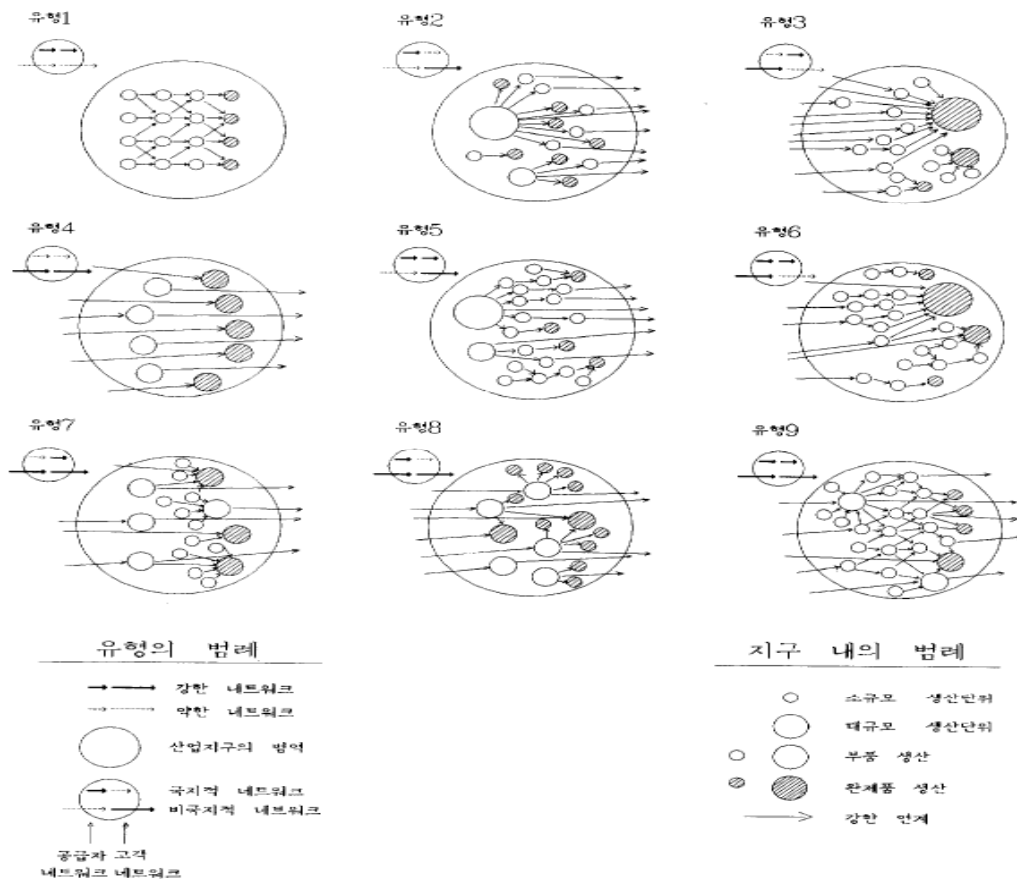 유형1
유형2
유형3
유형4
유형5
유형6
유형7
유형8
유형9
유형의 범례
강한 네트워크
약한 네트워크
산업지구의 범역
국지적 네트워크
비국지적 네트워크
공급자 고객
네트워크 네트워크
지구 내의 범례
소규모 생산단위
대규모 생산단위
부품 생산
완제품 생산
강한 연계